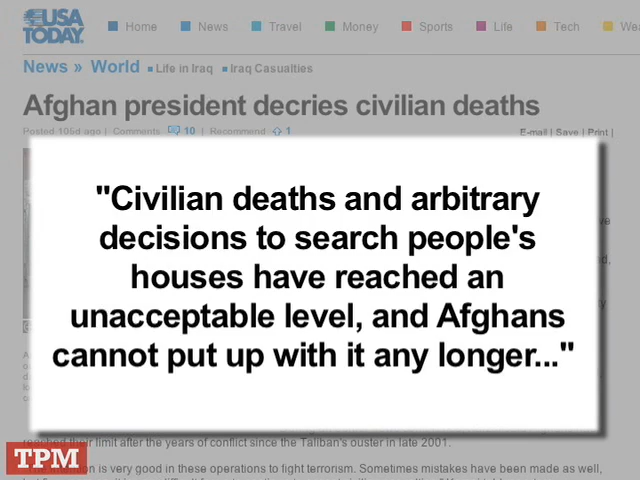 USA TODAY.
Home News Travel Money Sports Life Tech
News » World Life in Iraq Iraq Casualties
Afghan president decries civilian deaths
Posted 105d ago | Comments 10 | Recommend 1 E-mail | Save | Print |
"Civilian deaths and arbitrary
decisions to search people's
houses have reached an
unacceptable level, and Afghans
cannot put up with it any longer..."
reached their limit after the years of conflict since the Taliban's ouster in late 2001.
is very good in these operations to fight terrorism. Sometimes mistakes have been made as well,
TPM